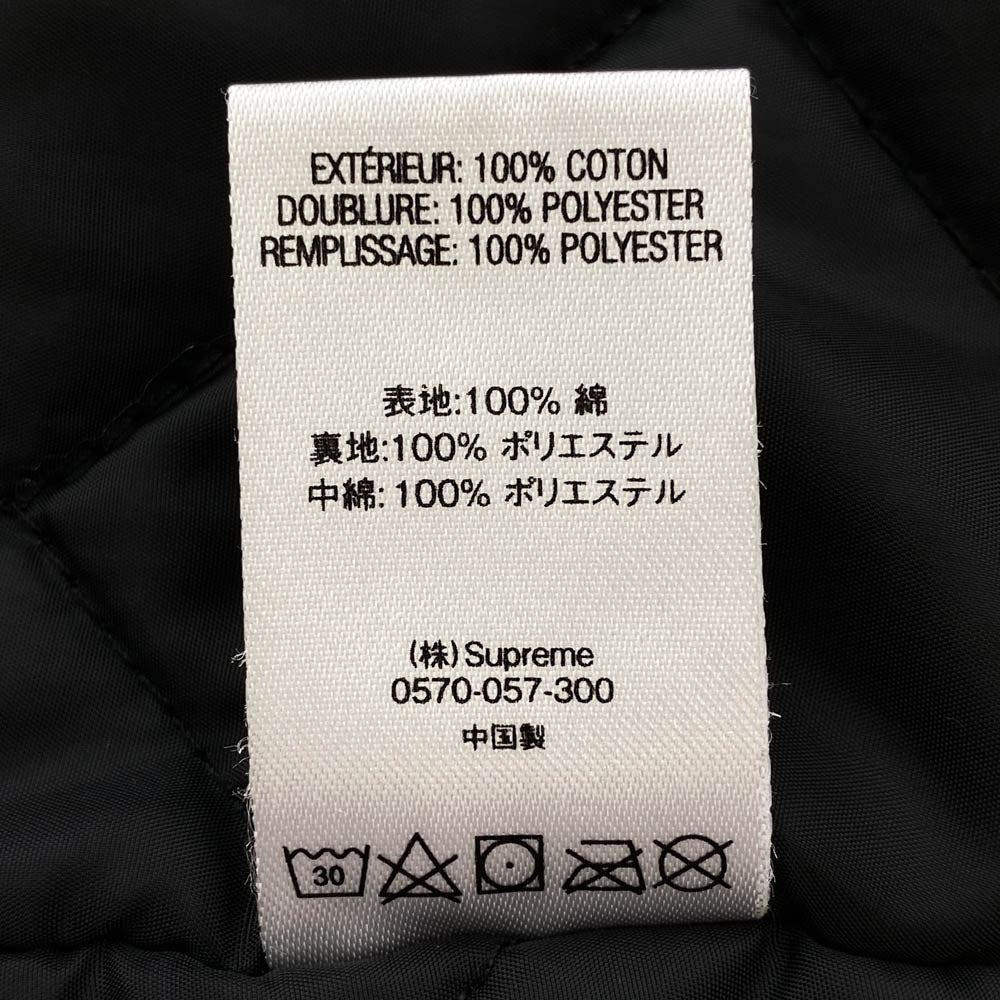 EXTÉRIEUR: 100% COTON
DOUBLURE: 100% POLYESTER
REMPLISSAGE: 100% POLYESTER
表地:100% 綿
裏地:100% ポリエステル
中綿: 100% ポリエステル
(株)Supreme
0570-057-300
中国製
30